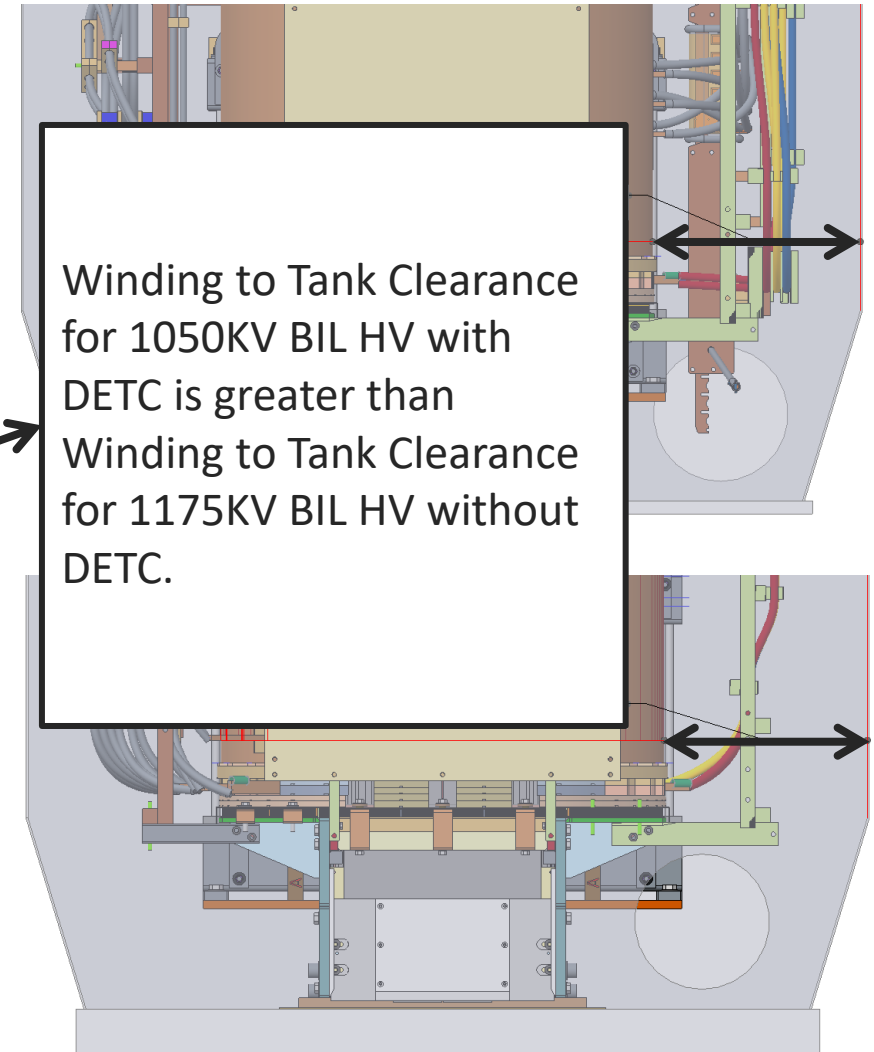 Winding to Tank Clearance
for 1050KV BIL HV with
DETC is greater than
Winding to Tank Clearance
for 1175KV BIL HV without
DETC.